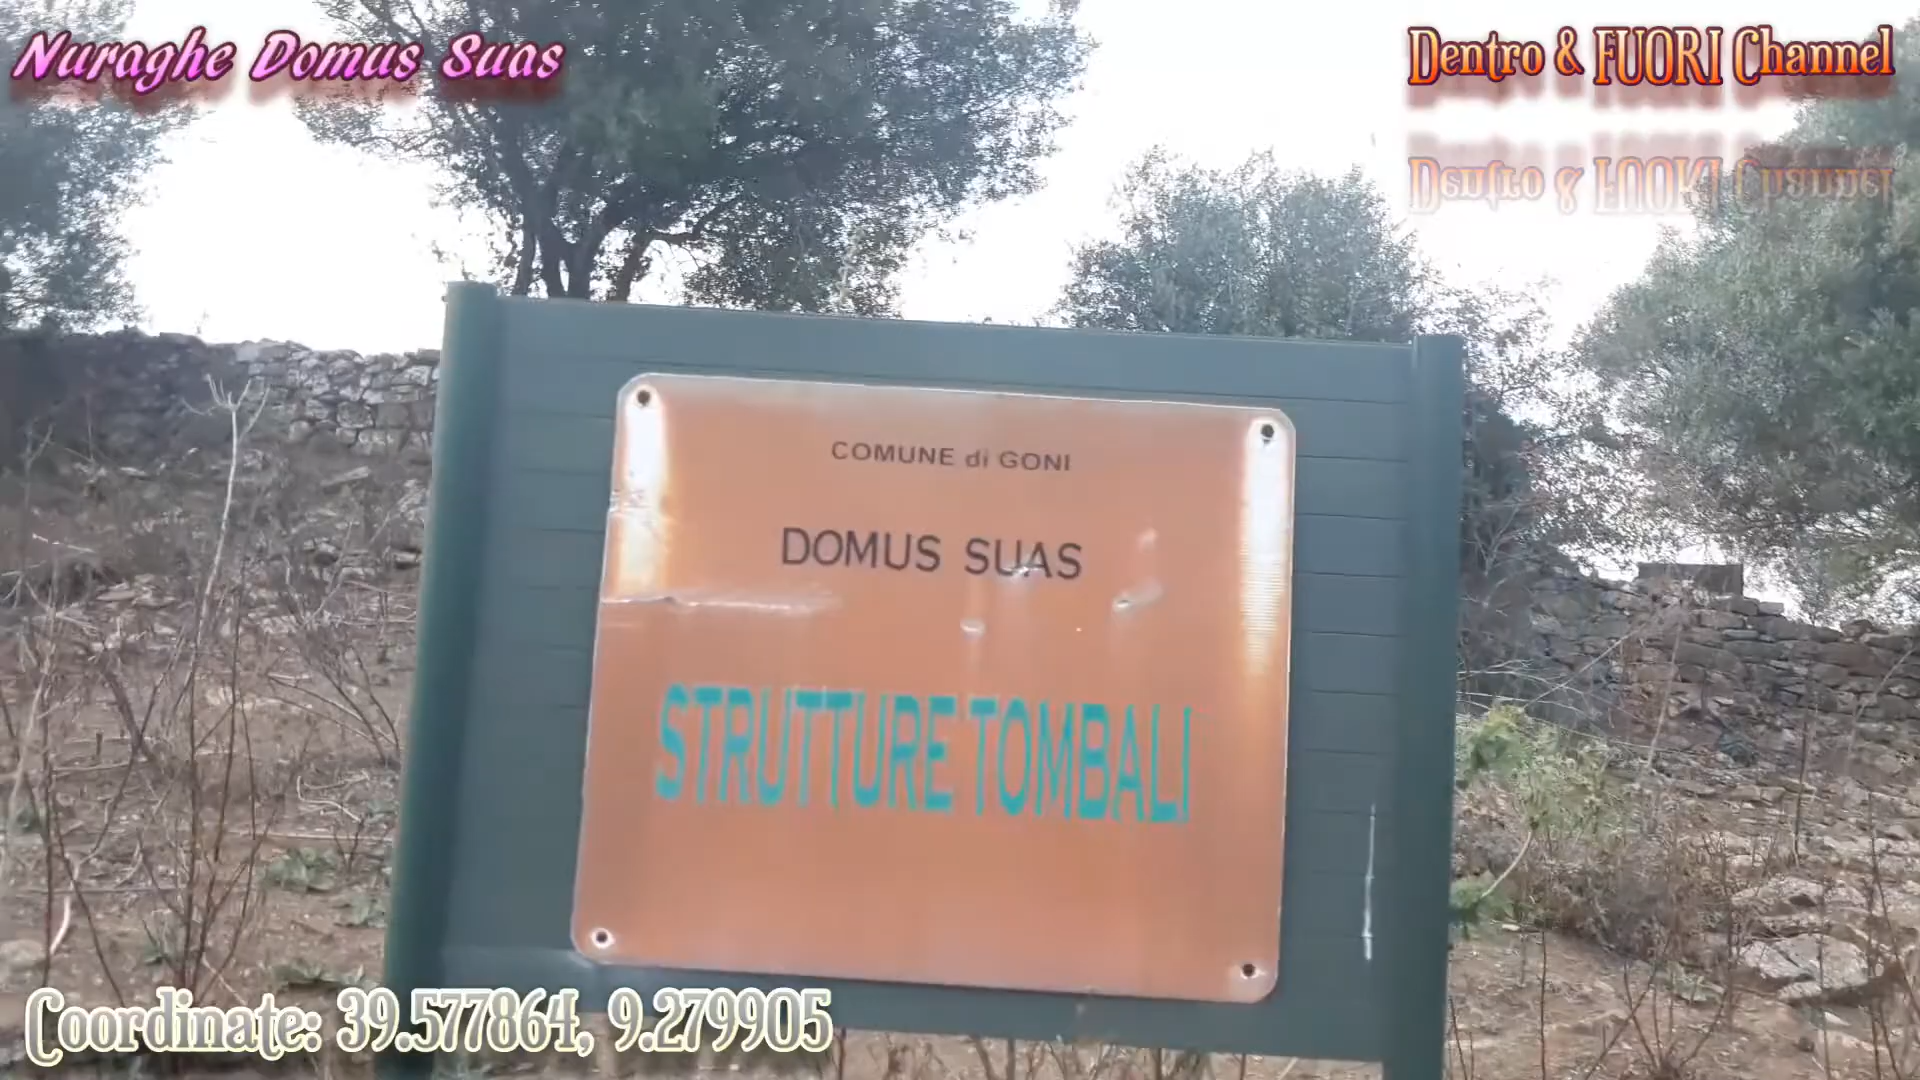 Nuraghe Domus Suas
Dentro & FUORI Channel
COMUNE di GONI
DOMUS SUAS
STRUTTURE TOMBALI
Coordinate: 39.577864, 9.279905